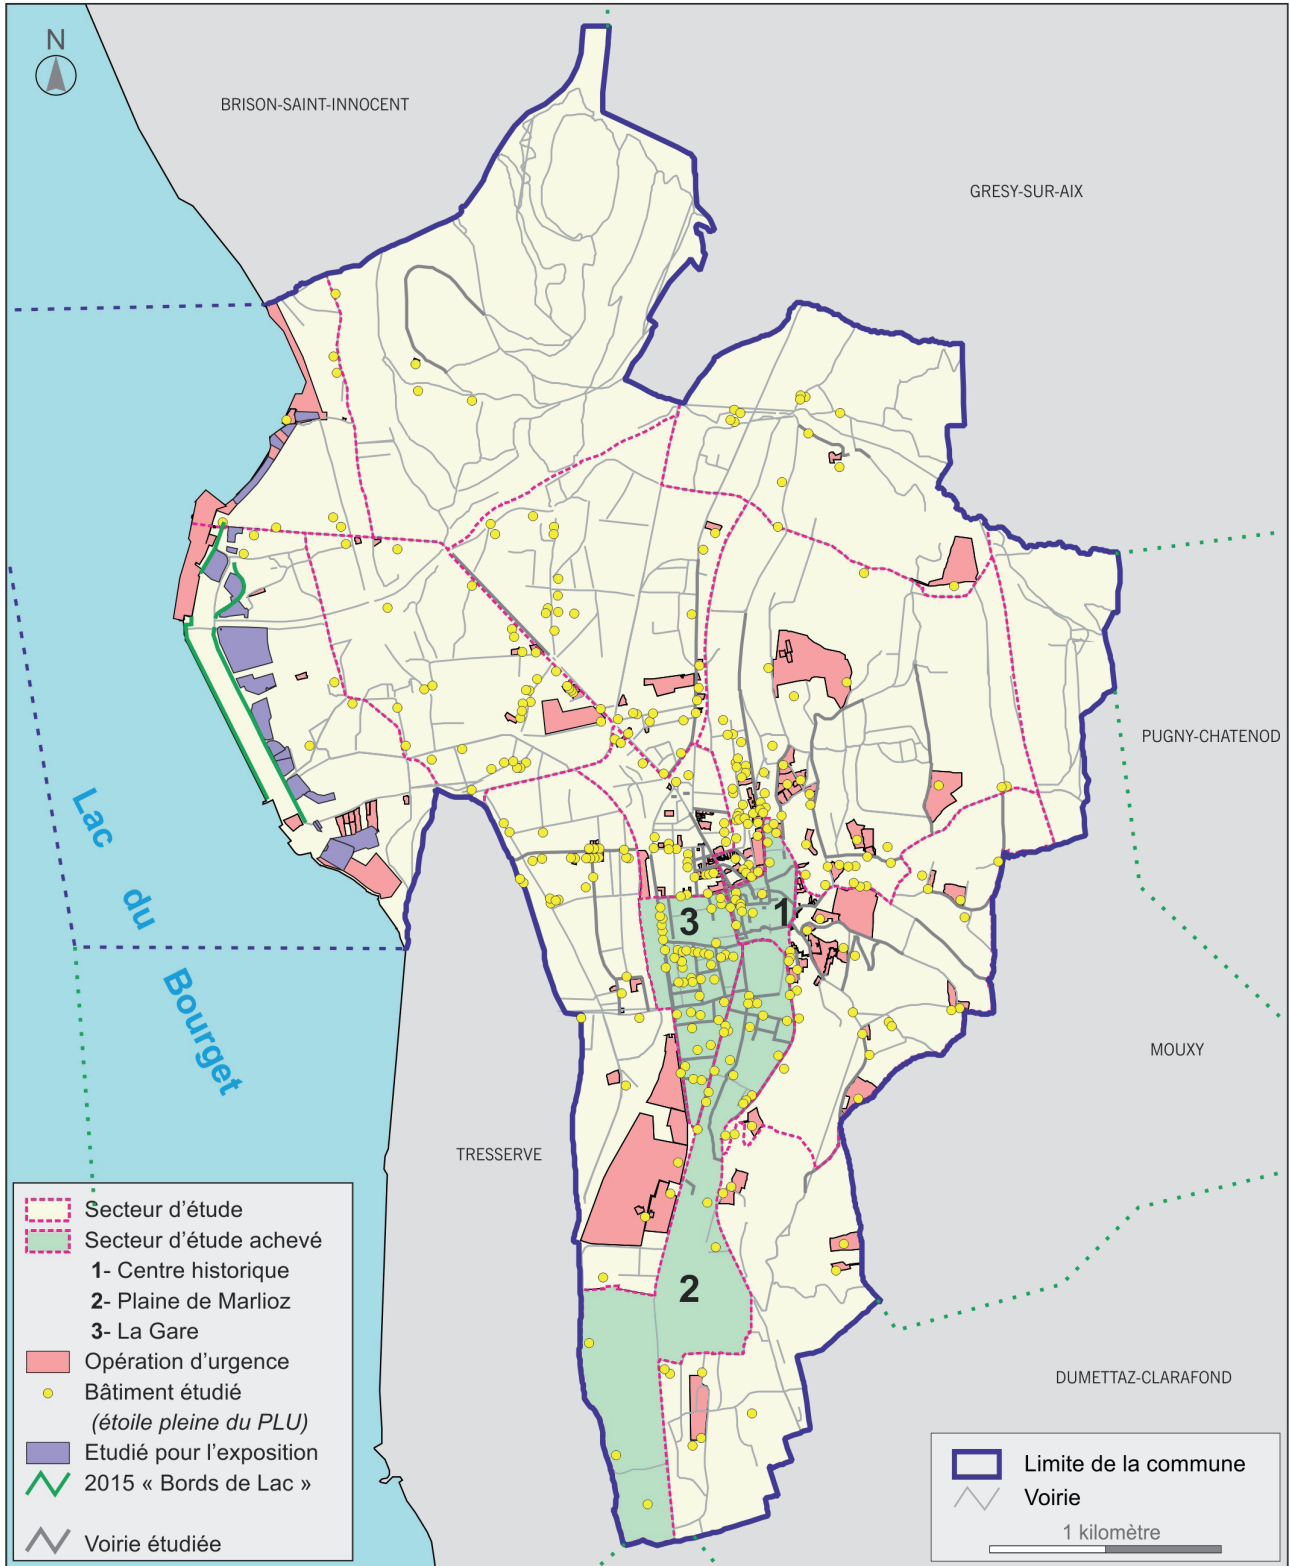 N
BRISON-SAINT-INNOCENT
GRESY-SUR-AIX
PUGNY-CHATENOD
Lac
du
Bourget
1
3
MOUXY
TRESSERVE
2
DUMETTAZ-CLARAFOND
Secteur d'étude
Secteur d'étude achevé
1- Centre historique
2- Plaine de Marlioz
3- La Gare
Opération d'urgence
Bâtiment étudié
(étoile pleine du PLU)
Etudié pour l'exposition
2015 « Bords de Lac »
Voirie étudiée
Limite de la commune
Voirie
1 kilomètre